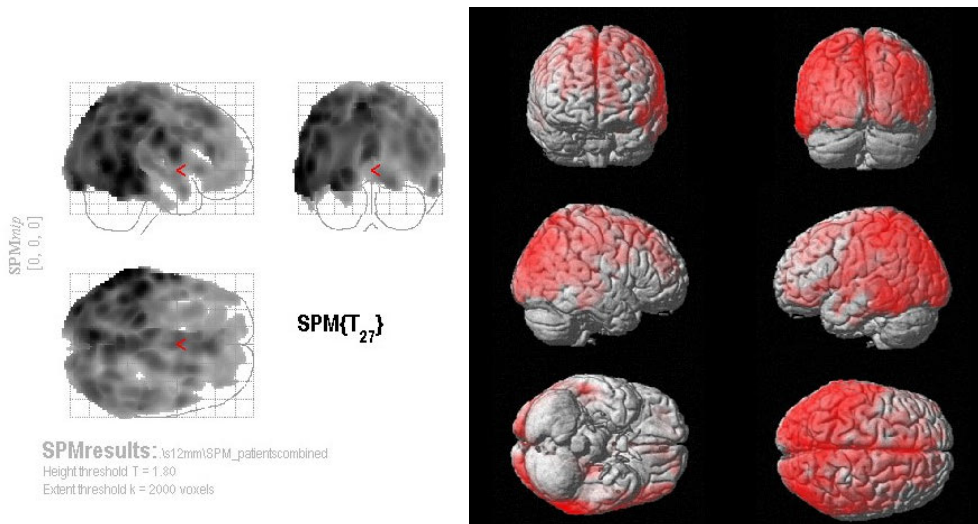 SPMmip
[0, 0, 0]
SPM{T27}
SPMresults: .\s12mm\SPM_patientscombined
Height threshold T = 1.80
Extent threshold k = 2000 voxels